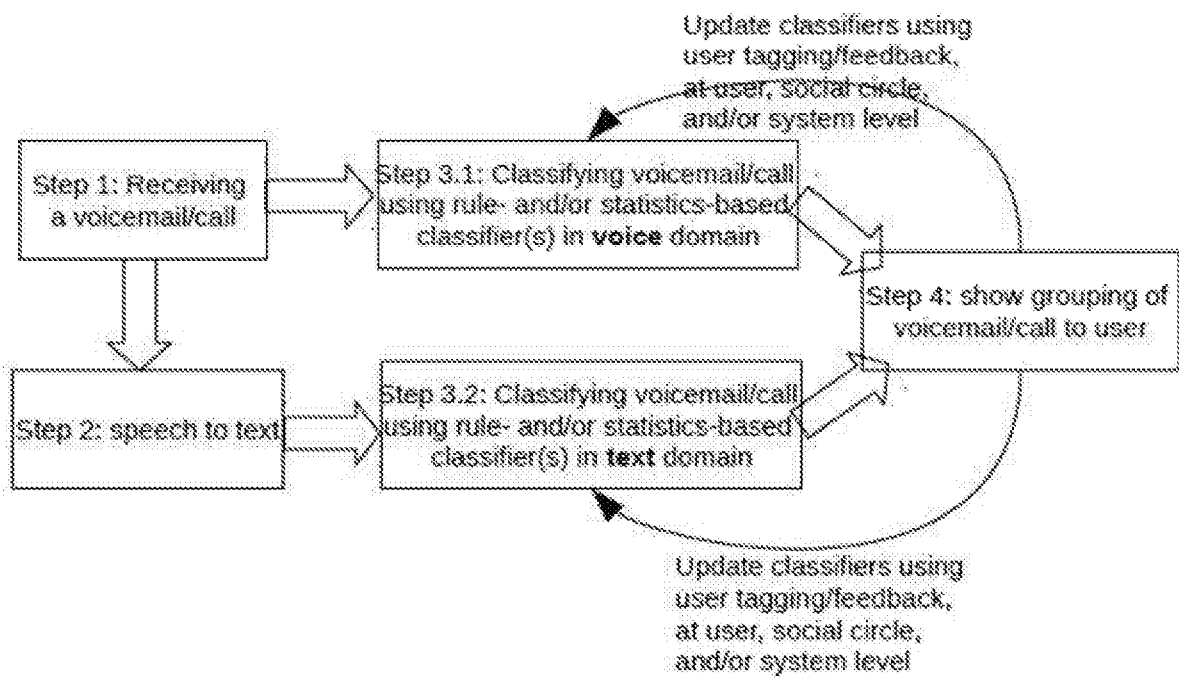 Update classifiers using
user tagging/feedback,
at user, social circle,
and/or system level
Step 1: Receiving
a voicemail/call
Step 3.1: Classifying voicemail/call
using rule- and/or statistics-based
classifier(s) in voice domain
Step 4: show grouping of
voicemail/call to user
Step 2: speech to text
Step 3.2: Classifying voicemail/call
using rule- and/or statistics-based
classifier(s) in text domain
Update classifiers using
user tagging/feedback,
at user, social circle,
and/or system level